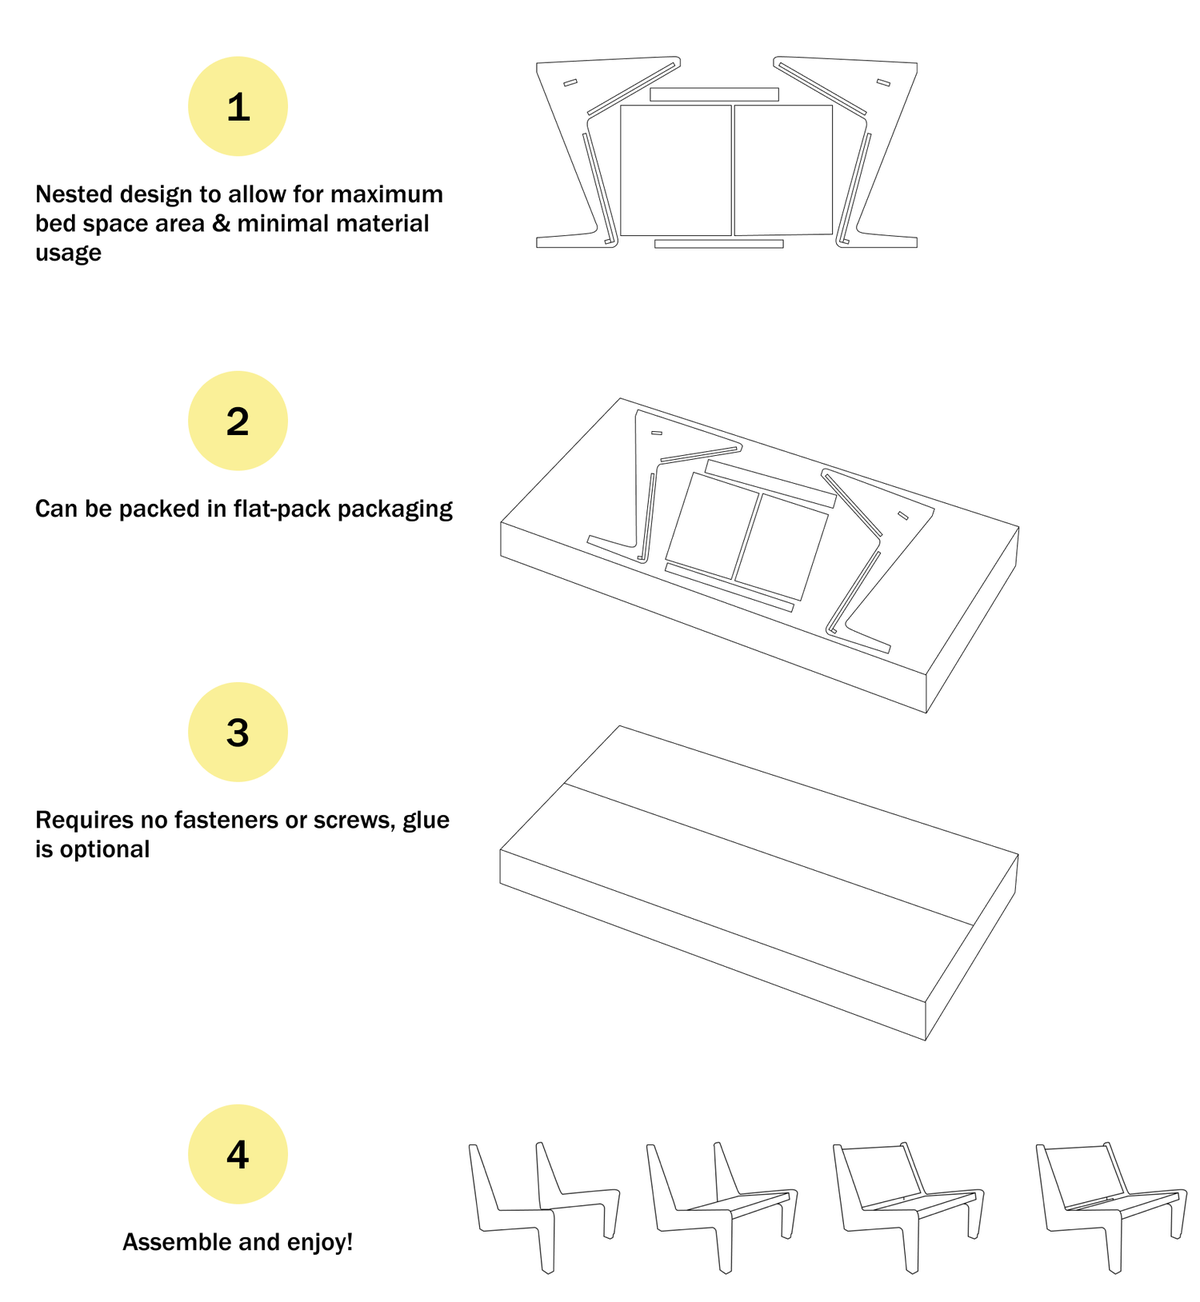 1
Nested design to allow for maximum
bed space area & minimal material
usage
2
Can be packed in flat-pack packaging
3
Requires no fasteners or screws, glue
is optional
4
Assemble and enjoy!